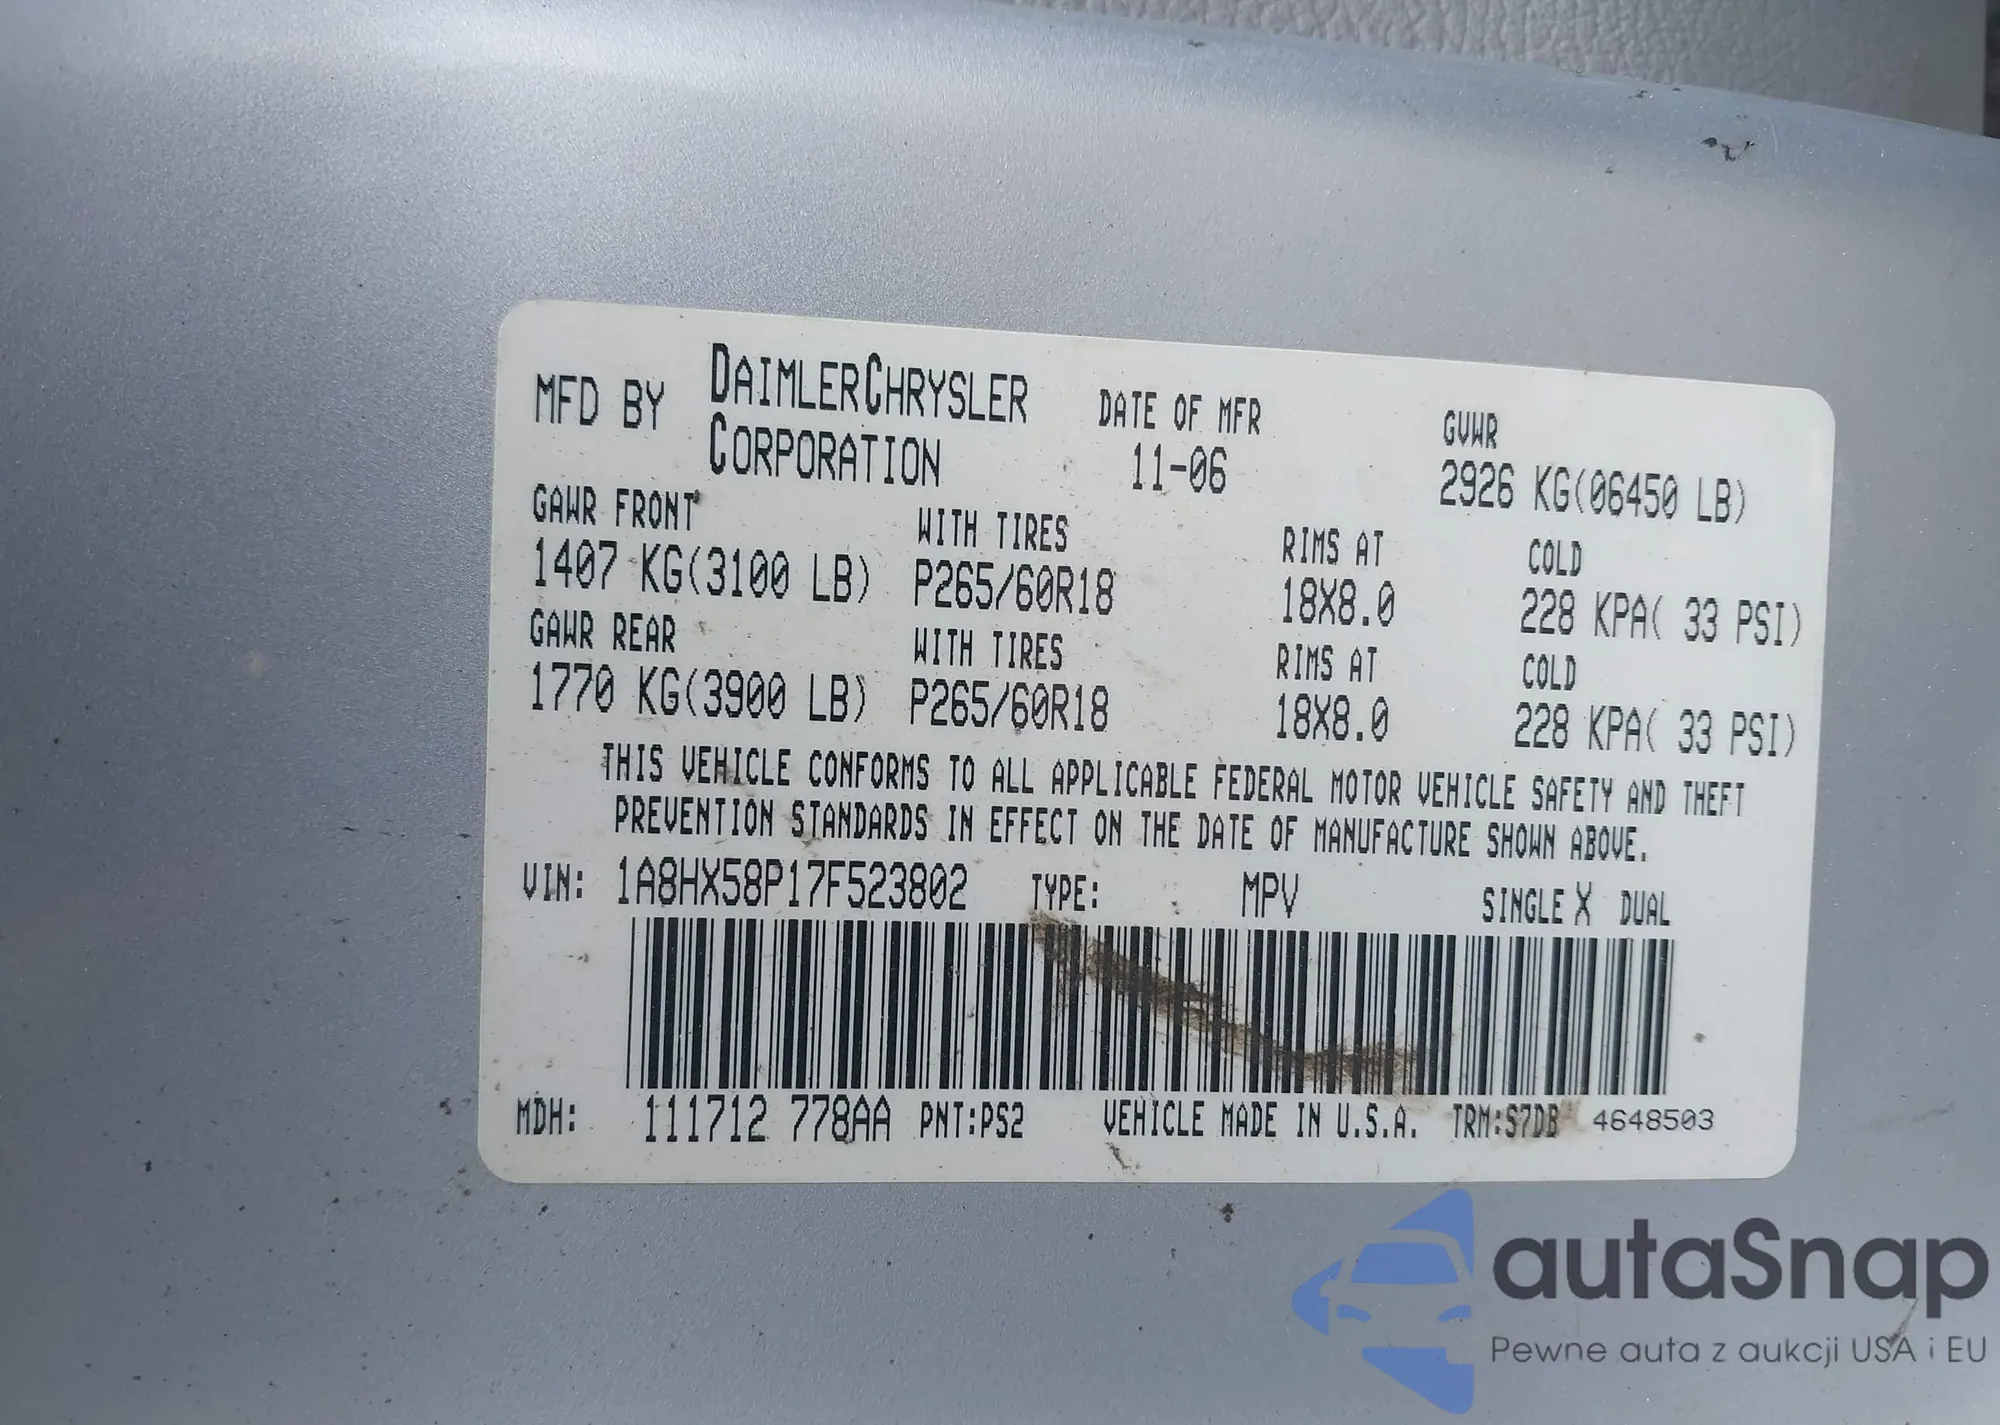 MFD BY DAIMLERCHRYSLER CORPORATION DATE OF MFR 11-06 GVWR 2926 KG(06450 LB)
GAWR FRONT WITH TIRES RIMS AT COLD
1407 KG(3100 LB) P265/60R18 18X8.0 228 KPA( 33 PSI)
GAWR REAR WITH TIRES RIMS AT COLD
1770 KG(3900 LB) P265/60R18 18X8.0 228 KPA( 33 PSI)
THIS VEHICLE CONFORMS TO ALL APPLICABLE FEDERAL MOTOR VEHICLE SAFETY AND THEFT
PREVENTION STANDARDS IN EFFECT ON THE DATE OF MANUFACTURE SHOWN ABOVE.
VIN: 1A8HX58P17F523802 TYPE: MPV SINGLE X DUAL
MDH: 111712 778AA PNT:PS2 VEHICLE MADE IN U.S.A. TRM:S7DB 4648503
autaSnap
Pewne auta z aukcji USA i EU